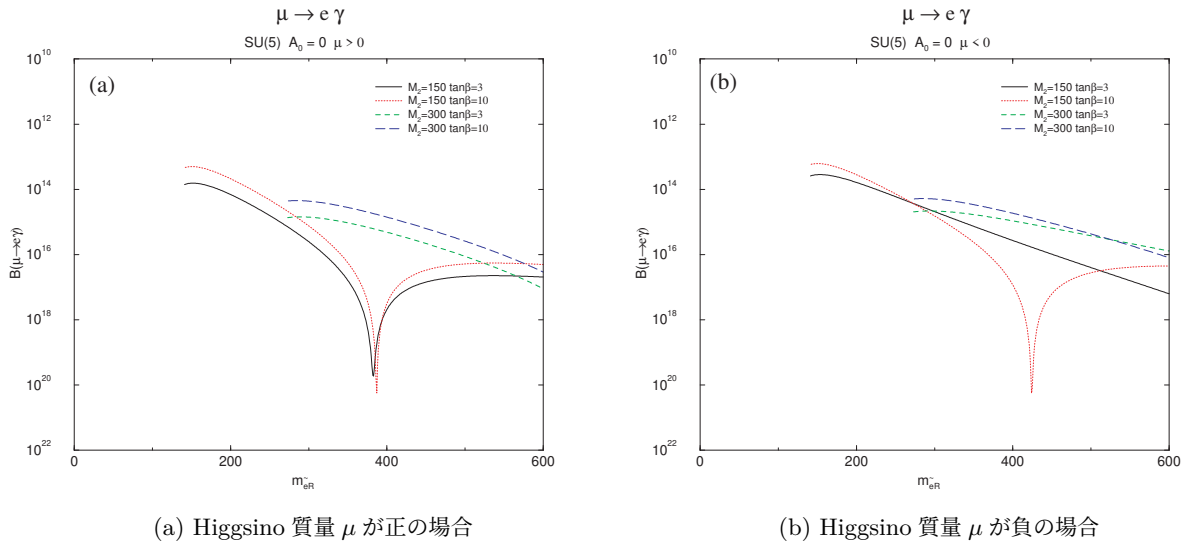 μ → e γ
SU(5) A₀ = 0 μ > 0
(a)
M₂=150 tanβ=3
M₂=150 tanβ=10
M₂=300 tanβ=3
M₂=300 tanβ=10
B(μ→eγ)
10¹⁰
10¹²
10¹⁴
10¹⁶
10¹⁸
10²⁰
10²²
0 200 400 600
m_ẽR
(a) Higgsino 質量 μ が正の場合
μ → e γ
SU(5) A₀ = 0 μ < 0
(b)
M₂=150 tanβ=3
M₂=150 tanβ=10
M₂=300 tanβ=3
M₂=300 tanβ=10
B(μ→eγ)
10¹⁰
10¹²
10¹⁴
10¹⁶
10¹⁸
10²⁰
10²²
0 200 400 600
m_ẽR
(b) Higgsino 質量 μ が負の場合